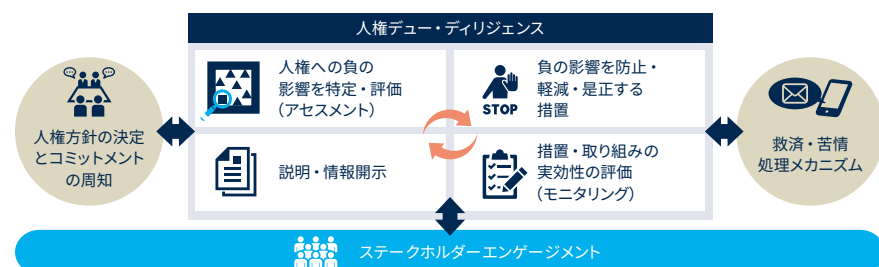 人権デュー・ディリジェンス
人権方針の決定
とコミットメント
の周知
人権への負の
影響を特定・評価
（アセスメント）
STOP
負の影響を防止・
軽減・是正する
措置
説明・情報開示
措置・取り組みの
実効性の評価
（モニタリング）
救済・苦情
処理メカニズム
ステークホルダーエンゲージメント